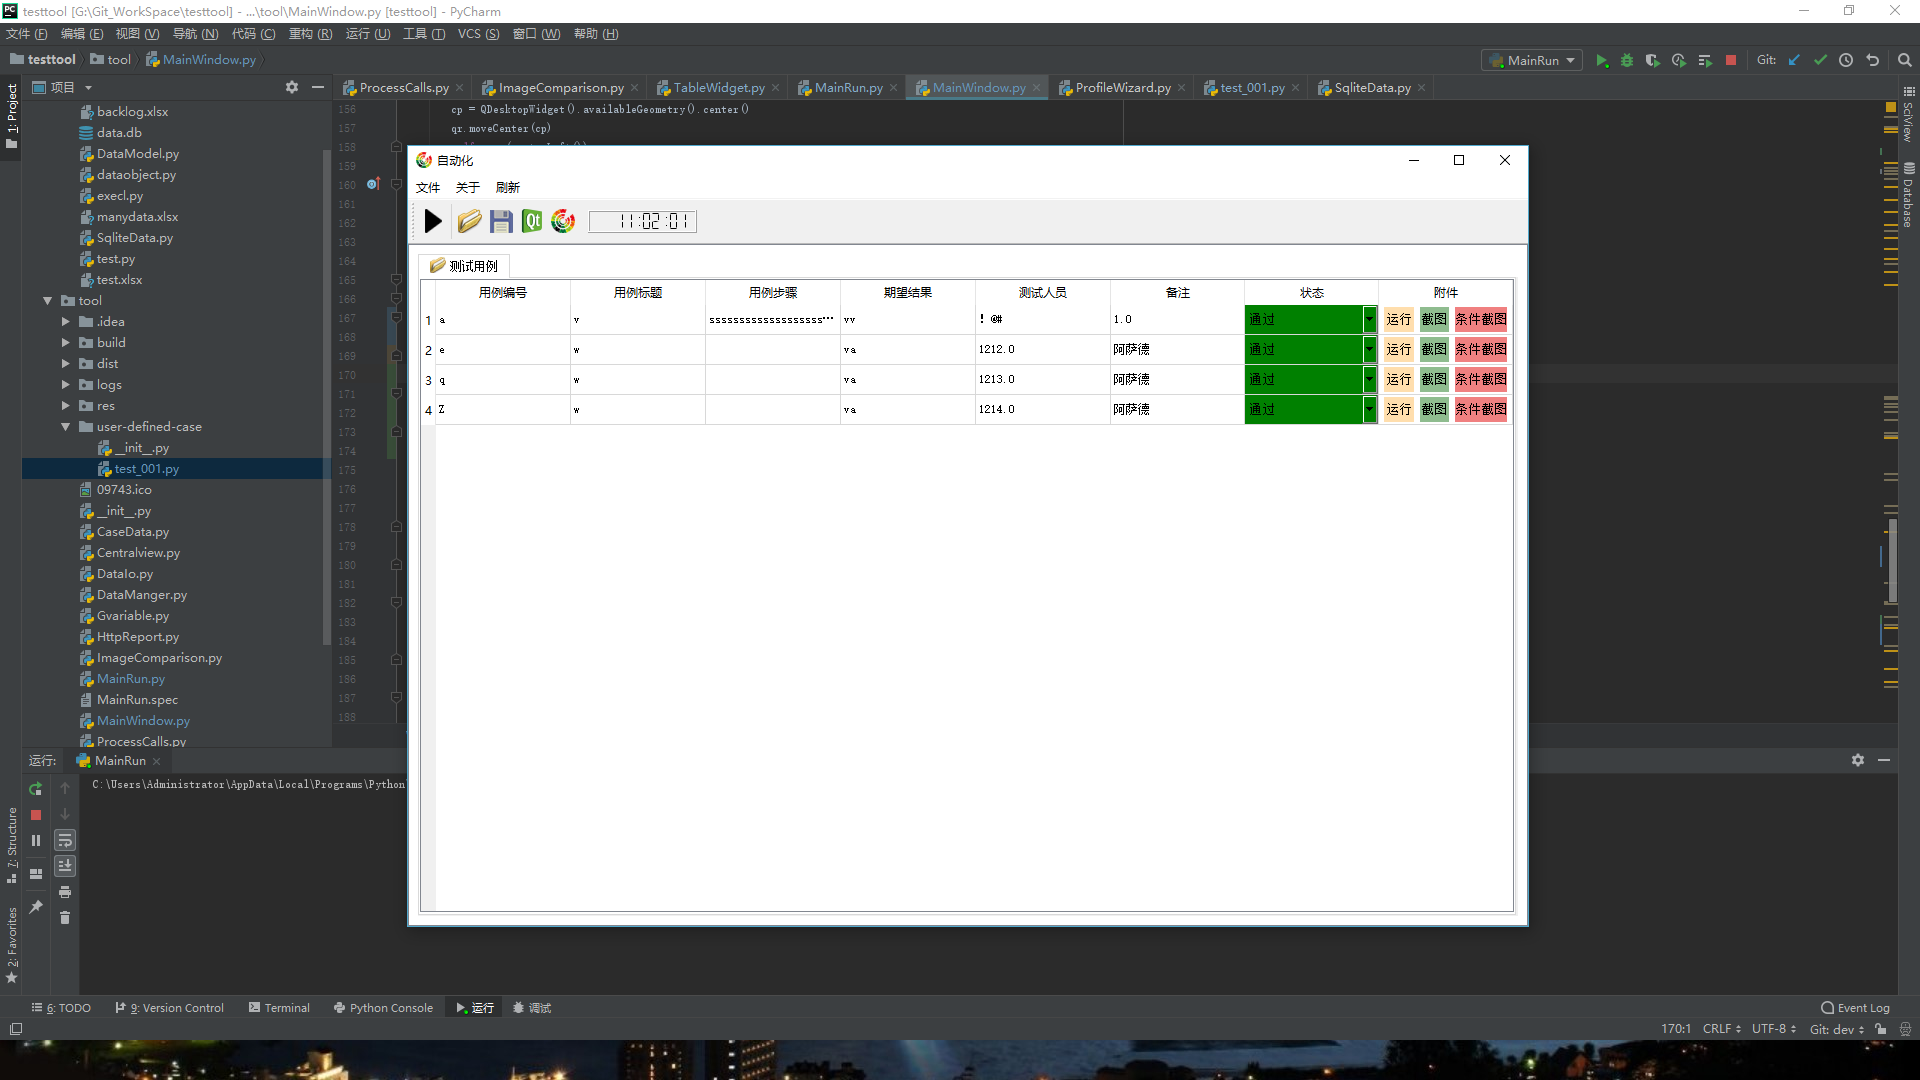 testtool [G:\Git_WorkSpace\testtool] - ...\tool\MainWindow.py [testtool] - PyCharm
文件 (F) 编辑 (E) 视图 (V) 导航 (N) 代码 (C) 重构 (R) 运行 (U) 工具 (T) VCS (S) 窗口 (W) 帮助 (H)
testtool tool MainWindow.py MainRun Git:
1: Project
项目
ProcessCalls.py ImageComparison.py TableWidget.py MainRun.py MainWindow.py ProfileWizard.py test_001.py SqliteData.py
SciView
Database
backlog.xlsx
data.db
DataModel.py
dataobject.py
execl.py
manydata.xlsx
SqliteData.py
test.py
test.xlsx
tool
.idea
build
dist
logs
res
user-defined-case
__init__.py
test_001.py
09743.ico
__init__.py
CaseData.py
Centralview.py
DataIo.py
DataManger.py
Gvariable.py
HttpReport.py
ImageComparison.py
MainRun.py
MainRun.spec
MainWindow.py
ProcessCalls.py
156 cp = QDesktopWidget().availableGeometry().center()
157 qr.moveCenter(cp)
158
159
160
161
162
163
164
165
166
167
168
169
170
171
172
173
174
175
176
177
178
179
180
181
182
183
184
185
186
187
188
自动化
文件 关于 刷新
Qt 11:02:01
测试用例
用例编号 用例标题 用例步骤 期望结果 测试人员 备注 状态 附件
1 a v sssssssssssssssssss… vv ! @# 1.0 通过 运行 截图 条件截图
2 e w va 1212.0 阿萨德 通过 运行 截图 条件截图
3 q w va 1213.0 阿萨德 通过 运行 截图 条件截图
4 Z w va 1214.0 阿萨德 通过 运行 截图 条件截图
运行: MainRun
C:\Users\Administrator\AppData\Local\Programs\Python
7: Structure
2: Favorites
6: TODO 9: Version Control Terminal Python Console 运行 调试 Event Log
170:1 CRLF UTF-8 Git: dev